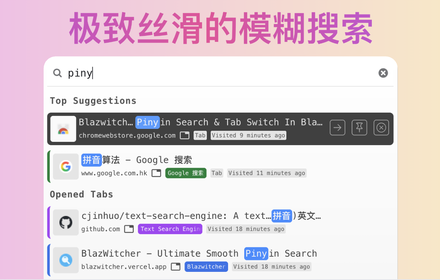 极致丝滑的模糊搜索
piny
Top Suggestions
Blazwitch… Pinyin Search & Tab Switch In Bla…
chromewebstore.google.com Tab Visited 9 minutes ago
拼音算法 - Google 搜索
www.google.com.hk Google 搜索 Tab Visited 11 minutes ago
Opened Tabs
cjinhuo/text-search-engine: A text…拼音)英文…
github.com Text Search Engin Visited 18 minutes ago
BlazWitcher - Ultimate Smooth Pinyin Search
blazwitcher.vercel.app Blazwitcher Visited 18 minutes ago